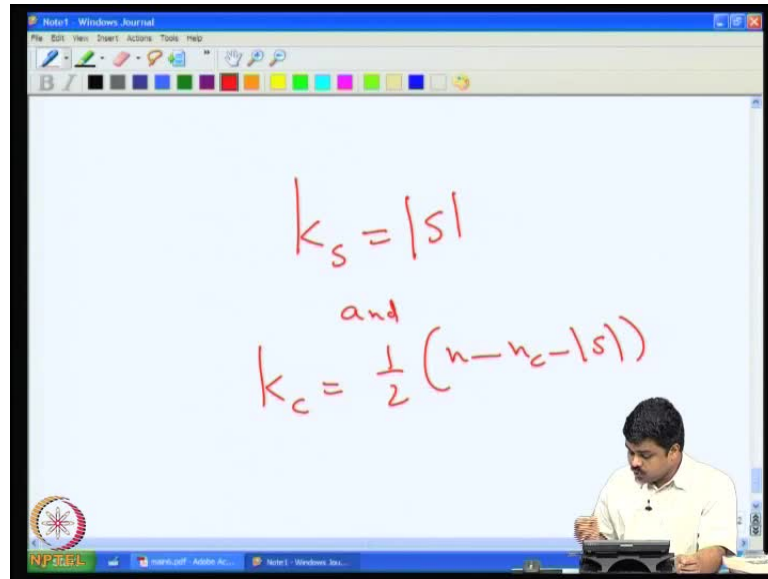 Note1 - Windows Journal
File Edit View Insert Actions Tools Help
B I
k_s = |S|
and
k_c = 1/2 (n - n_c - |S|)
NPTEL
Note1 - Windows Jou...